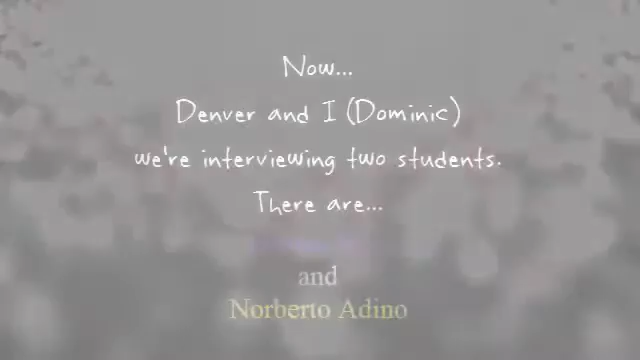 Now...
Denver and I (Dominic)
we're interviewing two students.
There are...
and
Norberto Adino